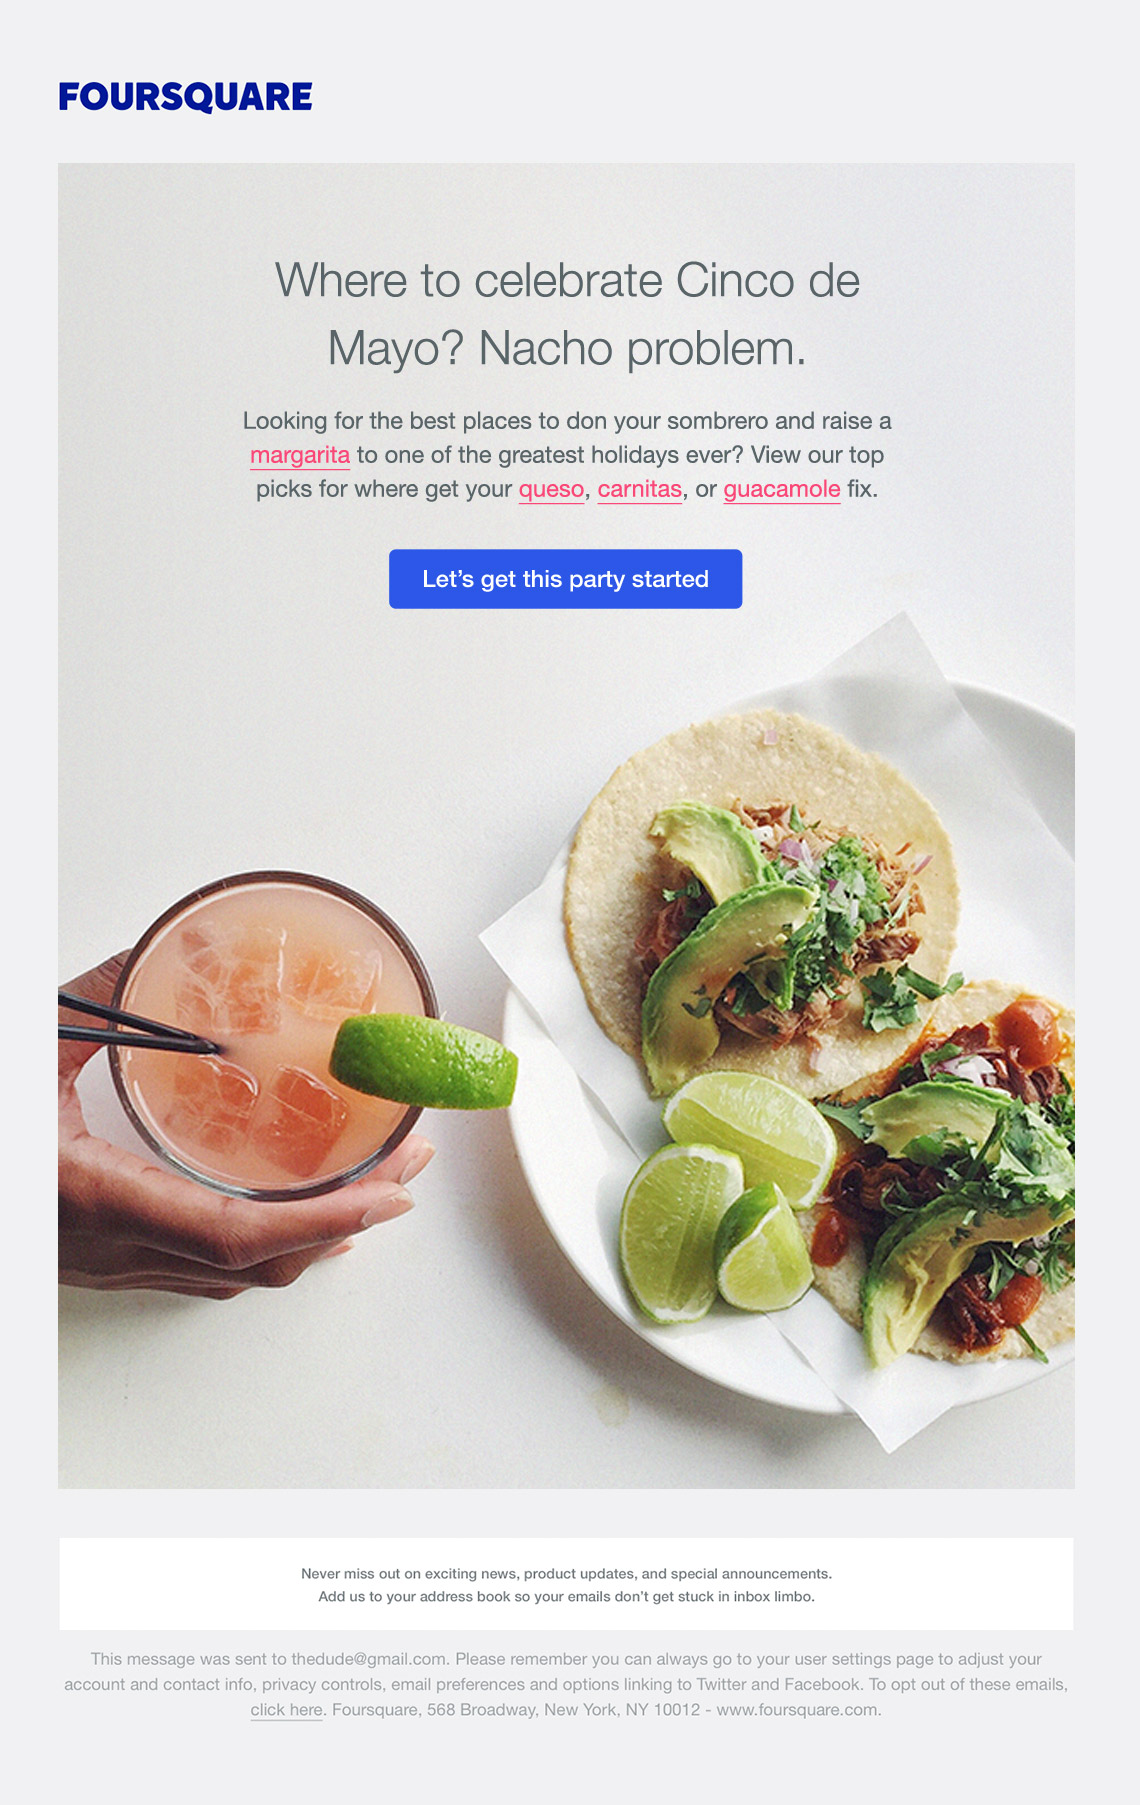 FOURSQUARE
Where to celebrate Cinco de
Mayo? Nacho problem.
Looking for the best places to don your sombrero and raise a
margarita to one of the greatest holidays ever? View our top
picks for where get your queso, carnitas, or guacamole fix.
Let’s get this party started
Never miss out on exciting news, product updates, and special announcements.
Add us to your address book so your emails don’t get stuck in inbox limbo.
This message was sent to thedude@gmail.com. Please remember you can always go to your user settings page to adjust your
account and contact info, privacy controls, email preferences and options linking to Twitter and Facebook. To opt out of these emails,
click here. Foursquare, 568 Broadway, New York, NY 10012 - www.foursquare.com.